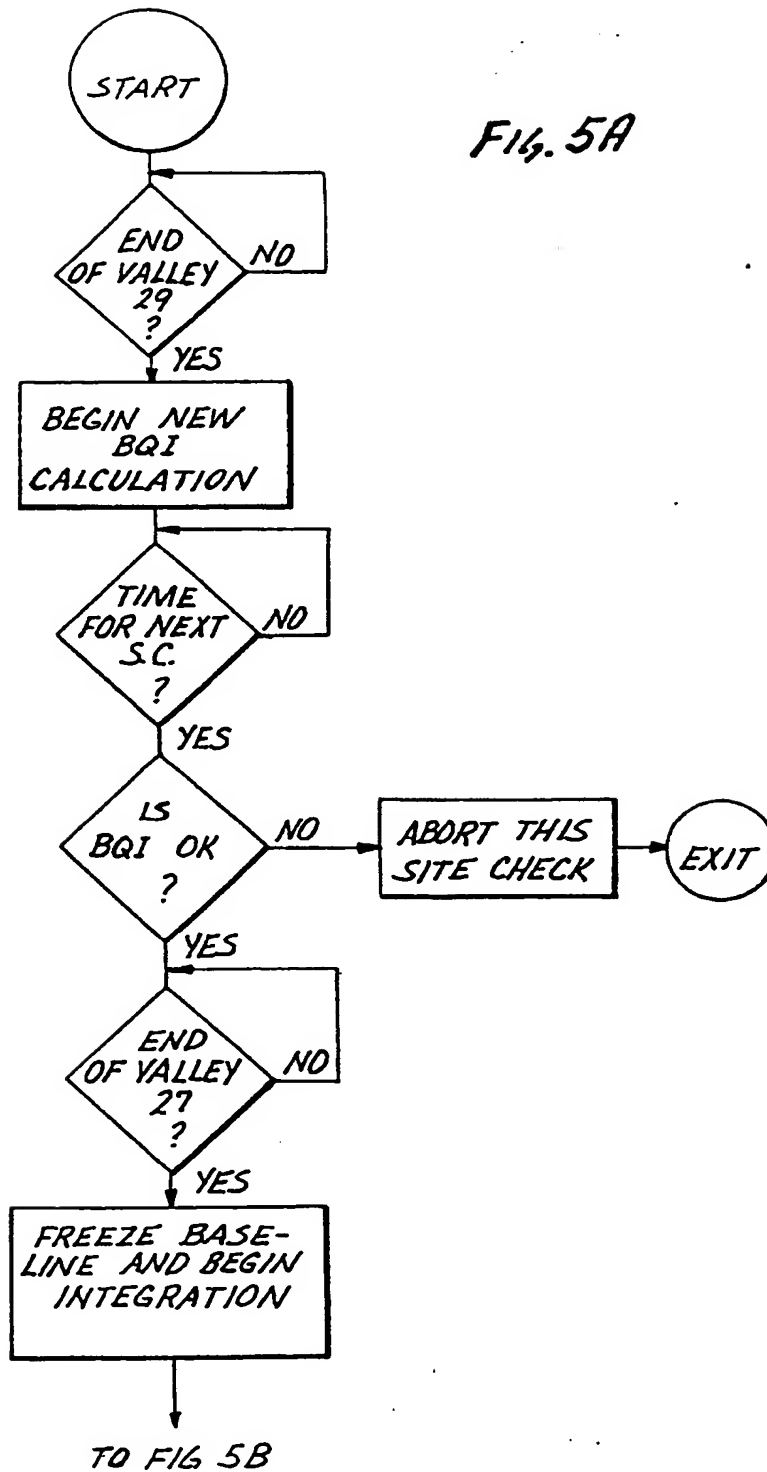 START
FIG. 5A
END
OF VALLEY
29
?
NO
YES
BEGIN NEW
BQI
CALCULATION
TIME
FOR NEXT
S.C.
?
NO
YES
IS
BQI OK
?
NO
ABORT THIS
SITE CHECK
EXIT
YES
END
OF VALLEY
27
?
NO
YES
FREEZE BASE-
LINE AND BEGIN
INTEGRATION
TO FIG 5B